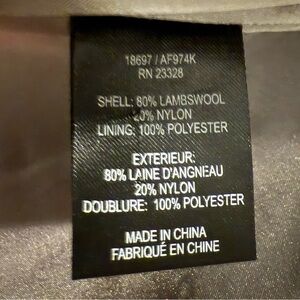 18697 / AF974K
RN 23328
SHELL: 80% LAMBSWOOL
20% NYLON
LINING: 100% POLYESTER
EXTERIEUR:
80% LAINE D'ANGNEAU
20% NYLON
DOUBLURE: 100% POLYESTER
MADE IN CHINA
FABRIQUÉ EN CHINE